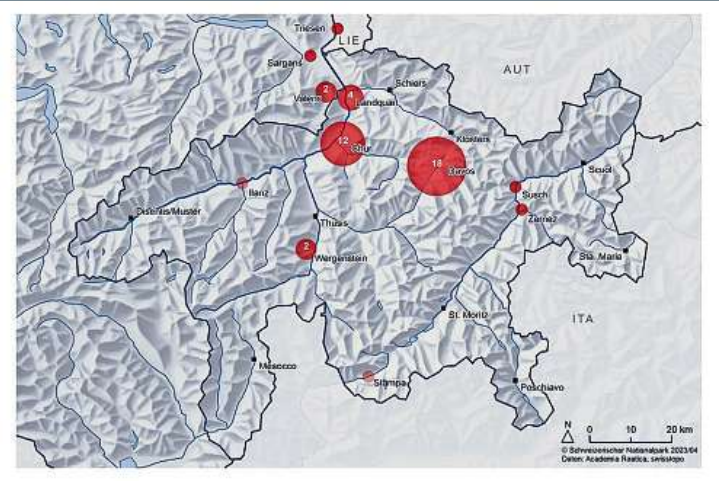 Triesen
LIE
Sargans
AUT
Valens
2
4
Landquart
Schiers
12
Chur
Klosters
18
Davos
Scuol
Ilanz
Susch
Disentis/Mustér
Zernez
Thusis
2
Wergenstein
Sta. Maria
St. Moritz
ITA
Mesocco
Stampa
Poschiavo
N
0 10 20 km
© Schweizerischer Nationalpark 2023/04
Daten: Academia Raetica, swisstopo